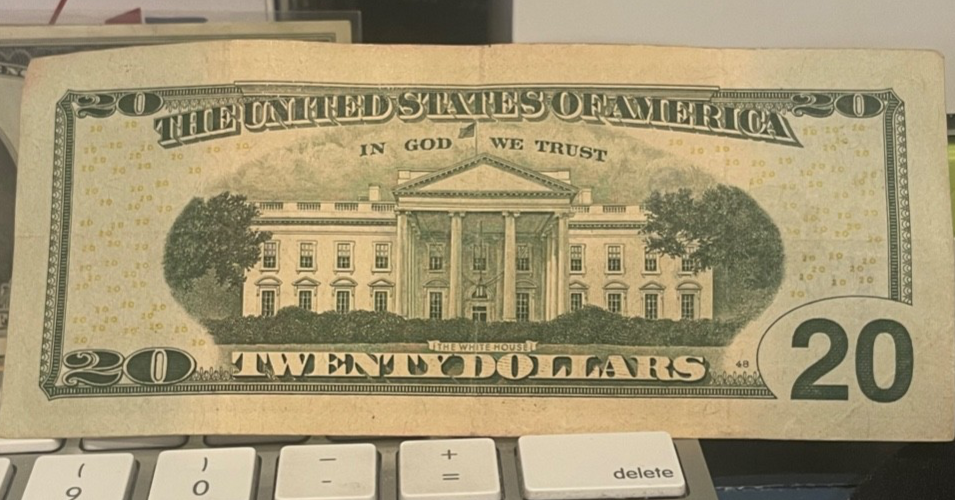 20 THE UNITED STATES OF AMERICA 20
IN GOD WE TRUST
THE WHITE HOUSE
20 TWENTY DOLLARS 48 20
( ) — + delete
9 0 - =